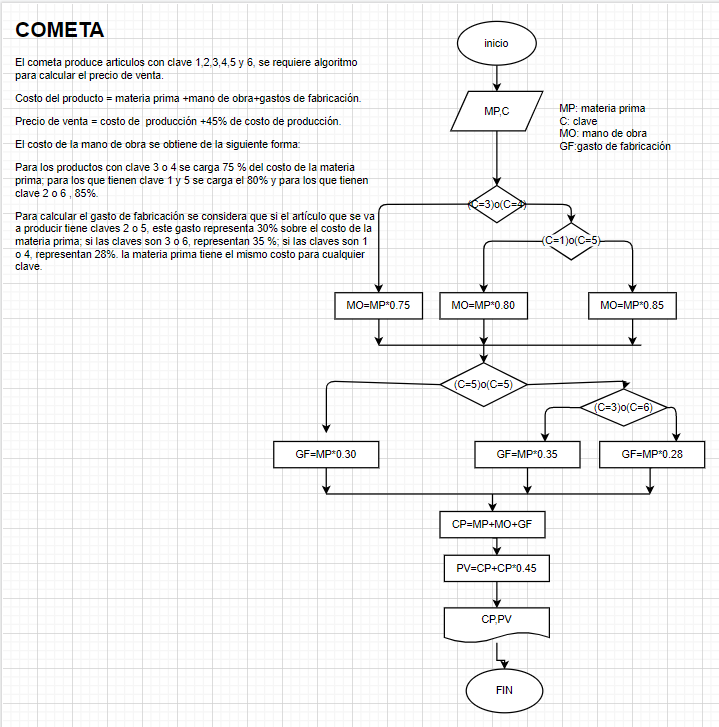 COMETA
El cometa produce articulos con clave 1,2,3,4,5 y 6, se requiere algoritmo
para calcular el precio de venta.
Costo del producto = materia prima +mano de obra+gastos de fabricación.
Precio de venta = costo de  producción +45% de costo de producción.
El costo de la mano de obra se obtiene de la siguiente forma:
Para los productos con clave 3 o 4 se carga 75 % del costo de la materia
prima; para los que tienen clave 1 y 5 se carga el 80% y para los que tienen
clave 2 o 6 , 85%.
Para calcular el gasto de fabricación se considera que si el artículo que se va
a producir tiene claves 2 o 5, este gasto representa 30% sobre el costo de la
materia prima; si las claves son 3 o 6, representan 35 %; si las claves son 1
o 4, representan 28%. la materia prima tiene el mismo costo para cualquier
clave.
inicio
MP,C
MP: materia prima
C: clave
MO: mano de obra
GF:gasto de fabricación
(C=3)o(C=4)
(C=1)o(C=5)
MO=MP*0.75
MO=MP*0.80
MO=MP*0.85
(C=5)o(C=5)
(C=3)o(C=6)
GF=MP*0.30
GF=MP*0.35
GF=MP*0.28
CP=MP+MO+GF
PV=CP+CP*0.45
CP,PV
FIN